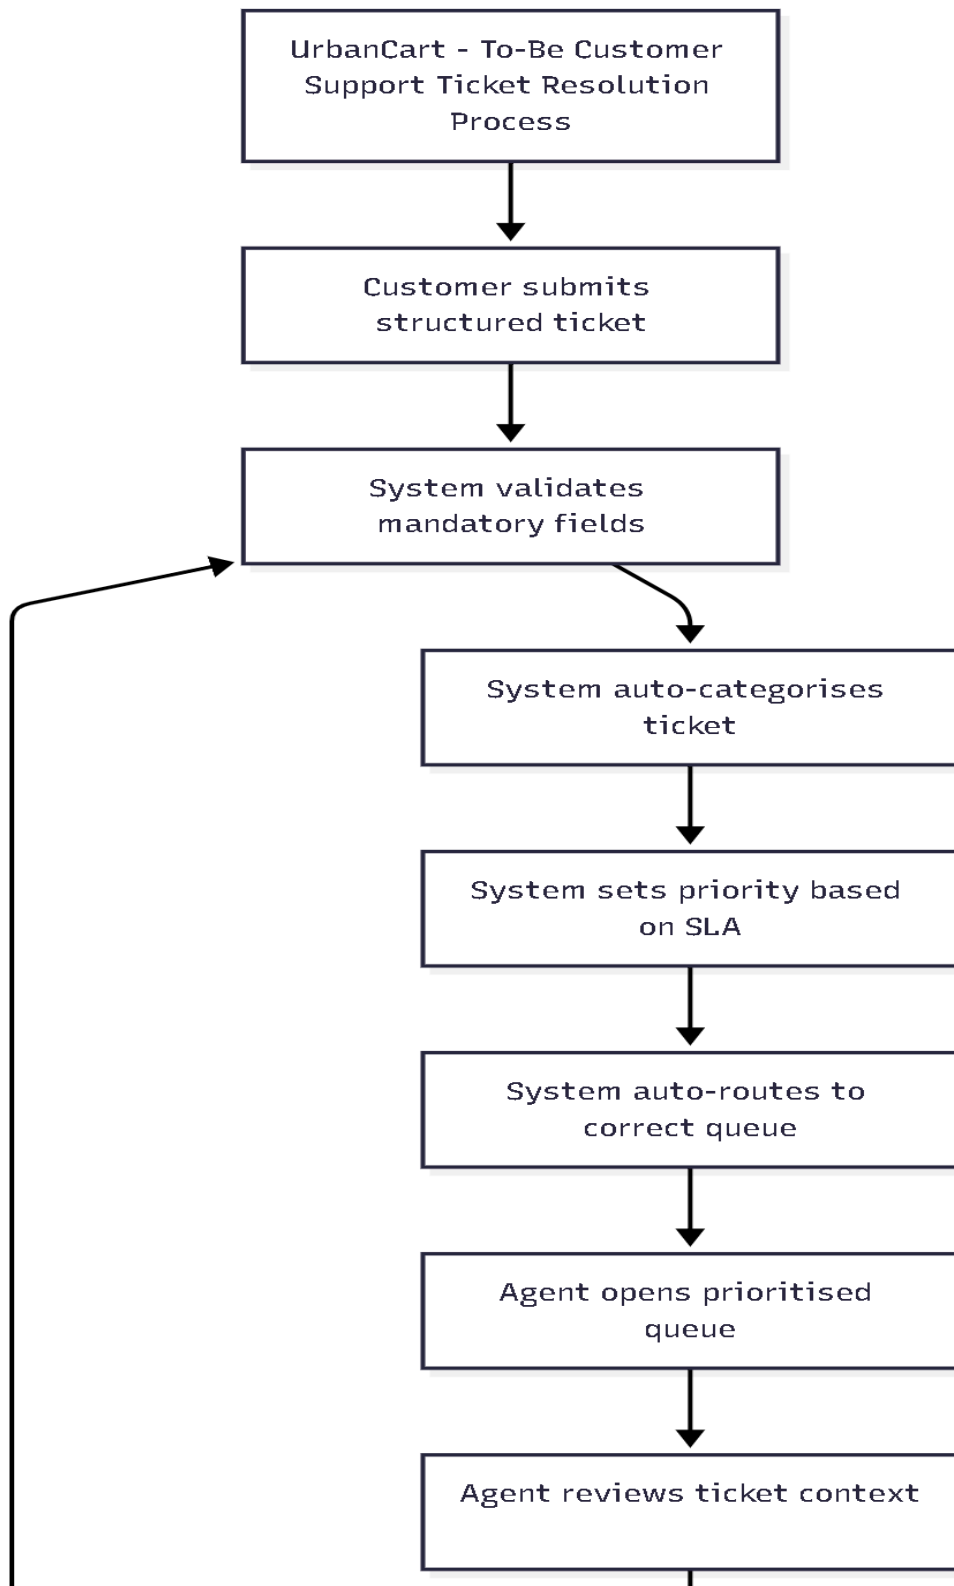 UrbanCart - To-Be Customer
Support Ticket Resolution
Process
Customer submits
structured ticket
System validates
mandatory fields
System auto-categorises
ticket
System sets priority based
on SLA
System auto-routes to
correct queue
Agent opens prioritised
queue
Agent reviews ticket context